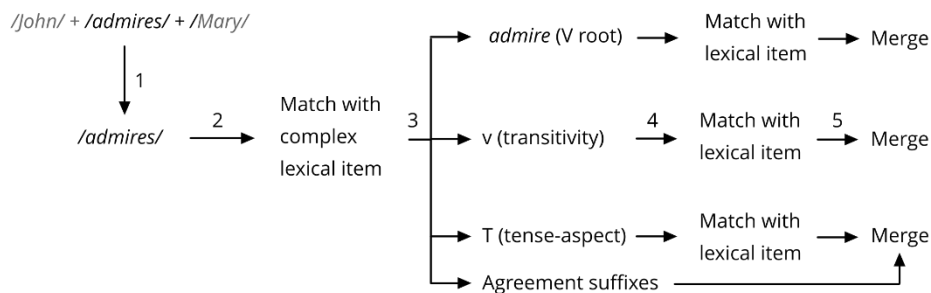 /John/ + /admires/ + /Mary/
1
/admires/
2
Match with
complex
lexical item
3
admire (V root)
Match with
lexical item
Merge
v (transitivity)
4
Match with
lexical item
5
Merge
T (tense-aspect)
Match with
lexical item
Merge
Agreement suffixes